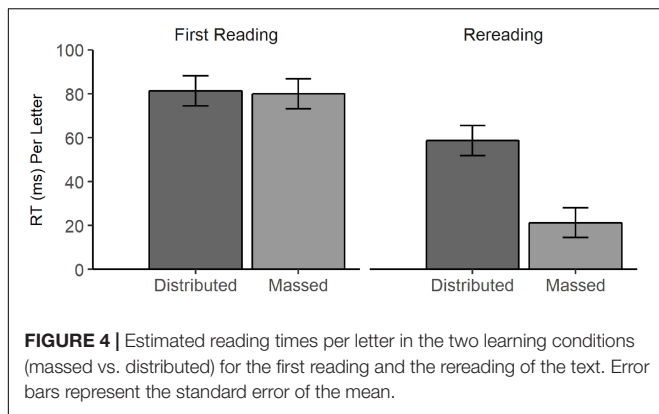 First Reading
Rereading
RT (ms) Per Letter
100
80
60
40
20
0
Distributed
Massed
Distributed
Massed
FIGURE 4 | Estimated reading times per letter in the two learning conditions
(massed vs. distributed) for the first reading and the rereading of the text. Error
bars represent the standard error of the mean.